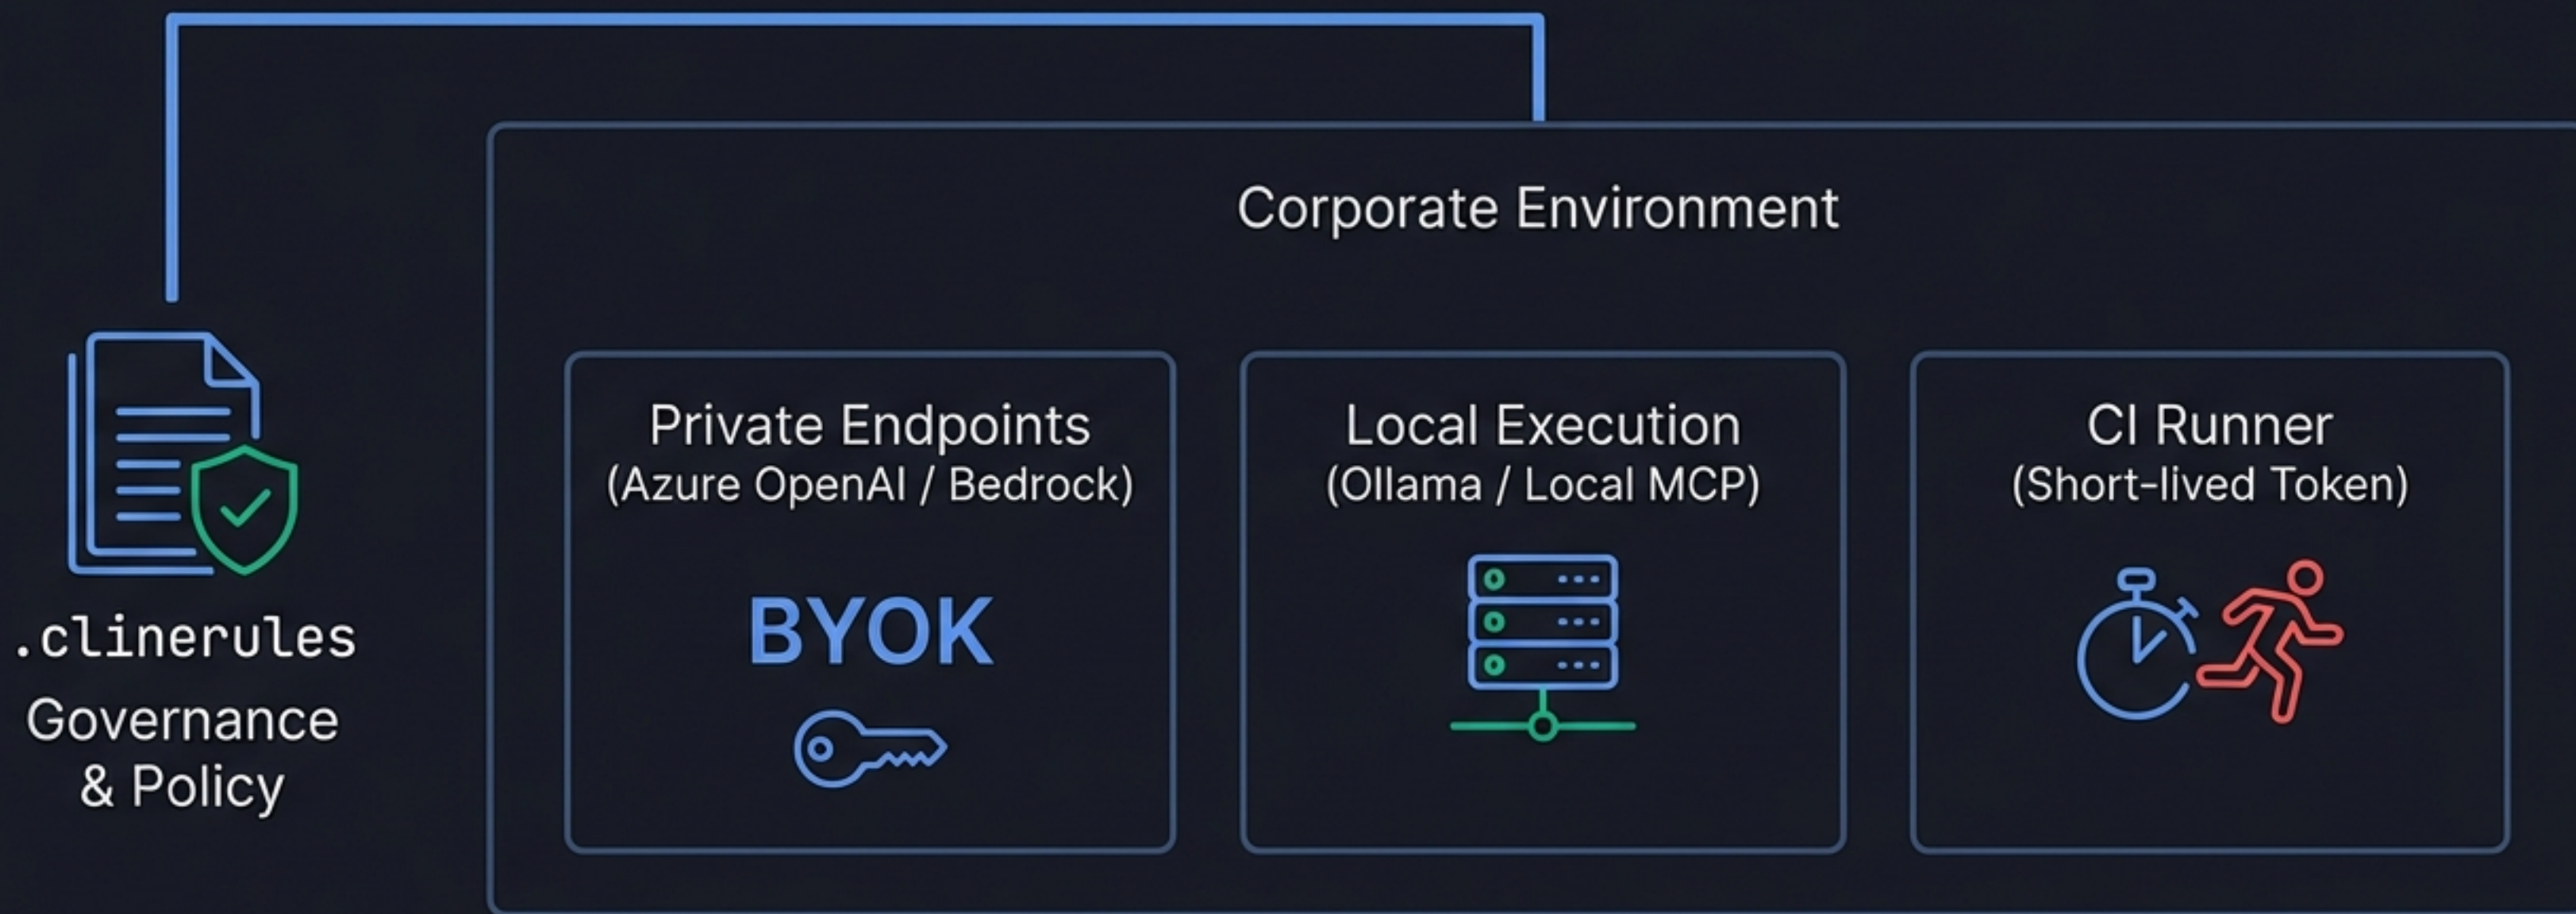 Corporate Environment
.clinerules
Governance
& Policy
Private Endpoints
(Azure OpenAI / Bedrock)
BYOK
Local Execution
(Ollama / Local MCP)
CI Runner
(Short-lived Token)